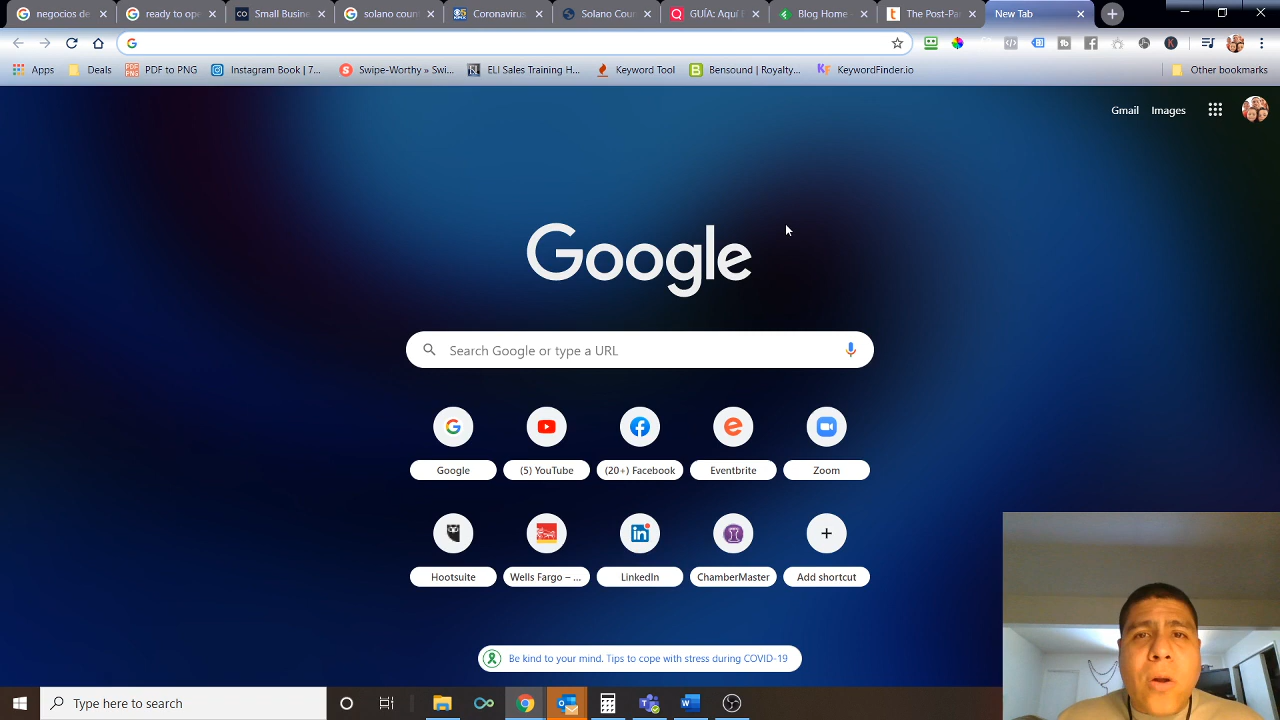 negocios de
ready to ope
Small Busine
solano coun
Coronavirus
Solano Coun
GUÍA: Aquí E
Blog Home
The Post-Pa
New Tab
Apps
Deals
PDF to PNG
Instagram Book | 7...
Swipe-Worthy » Swi...
ELI Sales Training H...
Keyword Tool
Bensound | Royalty...
KeywordFinder.io
Other bookmarks
Gmail
Images
Google
Search Google or type a URL
Google
(5) YouTube
(20+) Facebook
Eventbrite
Zoom
Hootsuite
Wells Fargo – ...
LinkedIn
ChamberMaster
Add shortcut
Be kind to your mind. Tips to cope with stress during COVID-19
Type here to search